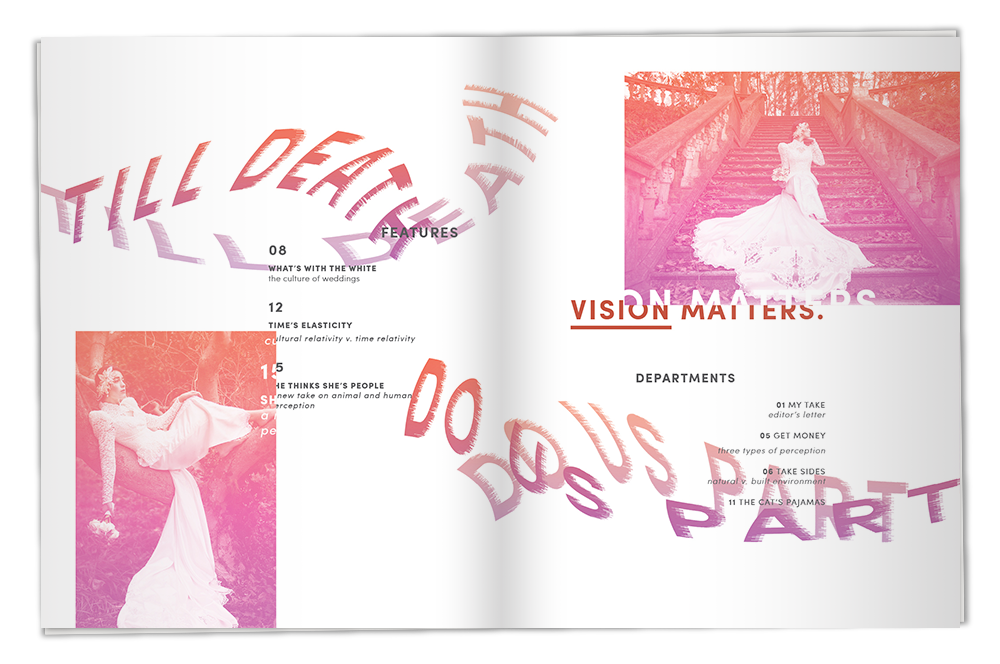 TILL DEATH
TILL DEATH
FEATURES
08
WHAT'S WITH THE WHITE
the culture of weddings
12
TIME'S ELASTICITY
cultural relativity v. time relativity
15
SHE THINKS SHE'S PEOPLE
a new take on animal and human
perception
DO US PART
DO US PART
ON MATTERS
VISION MATTERS.
DEPARTMENTS
01 MY TAKE
editor's letter
05 GET MONEY
three types of perception
06 TAKE SIDES
natural v. built environment
11 THE CAT'S PAJAMAS